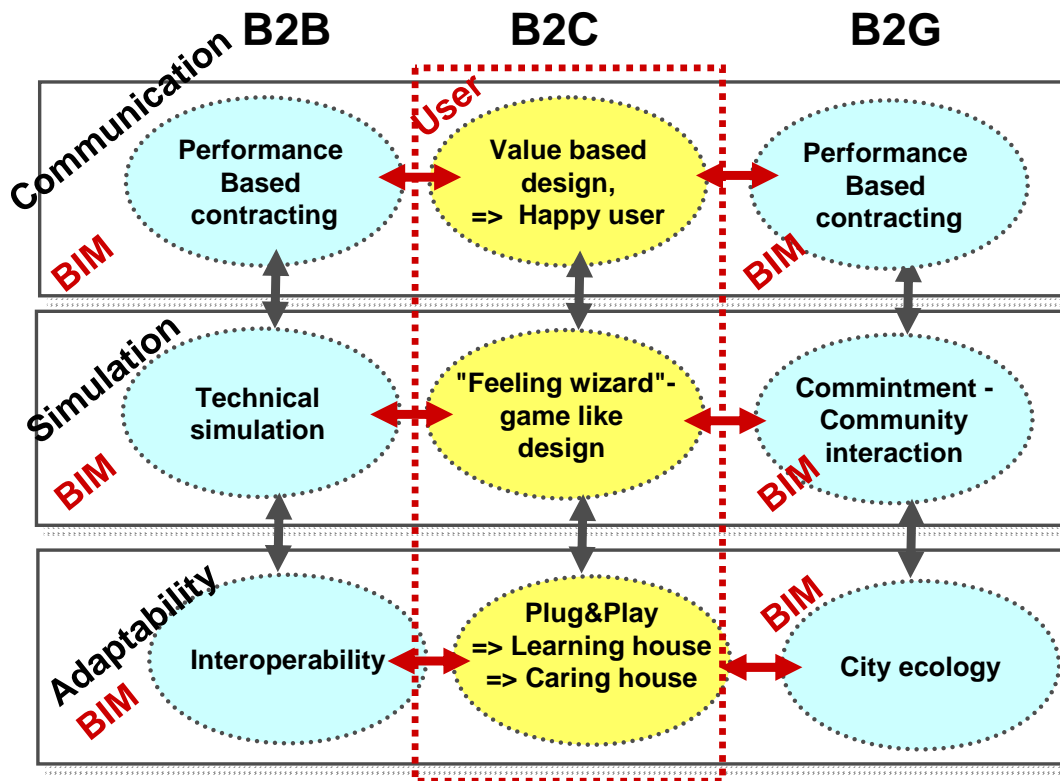 B2B
B2C
B2G
Communication
User
Performance
Based
contracting
Value based
design,
=> Happy user
Performance
Based
contracting
BIM
BIM
Simulation
Technical
simulation
"Feeling wizard"-
game like
design
Commintment -
Community
interaction
BIM
BIM
Adaptability
Interoperability
Plug&Play
=> Learning house
=> Caring house
City ecology
BIM
BIM